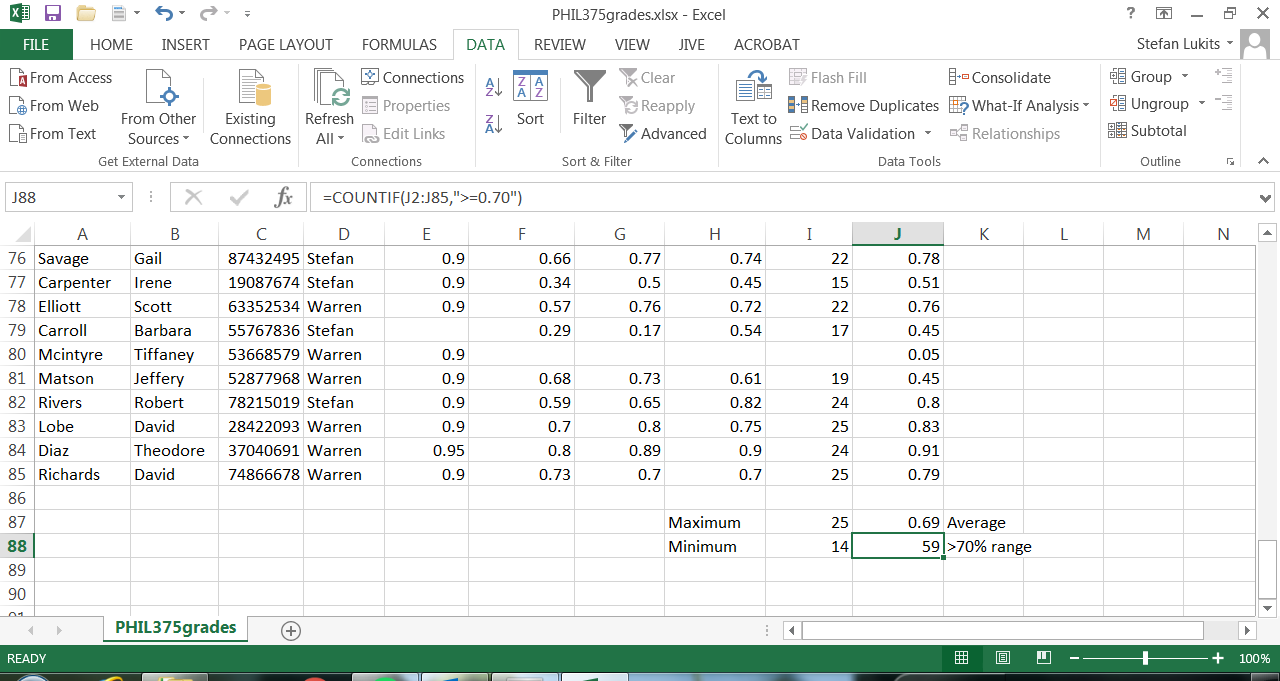 PHIL375grades.xlsx - Excel
?
FILE HOME INSERT PAGE LAYOUT FORMULAS DATA REVIEW VIEW JIVE ACROBAT Stefan Lukits
From Access
From Web
From Text
From Other
Sources
Existing
Connections
Get External Data
Refresh
All
Connections
Properties
Edit Links
Connections
Sort
Filter
Clear
Reapply
Advanced
Sort & Filter
Text to
Columns
Flash Fill
Remove Duplicates
Data Validation
Consolidate
What-If Analysis
Relationships
Data Tools
Group
Ungroup
Subtotal
Outline
J88 fx =COUNTIF(J2:J85,">=0.70")
A B C D E F G H I J K L M N
76 Savage Gail 87432495 Stefan 0.9 0.66 0.77 0.74 22 0.78
77 Carpenter Irene 19087674 Stefan 0.9 0.34 0.5 0.45 15 0.51
78 Elliott Scott 63352534 Warren 0.9 0.57 0.76 0.72 22 0.76
79 Carroll Barbara 55767836 Stefan 0.29 0.17 0.54 17 0.45
80 Mcintyre Tiffaney 53668579 Warren 0.9 0.05
81 Matson Jeffery 52877968 Warren 0.9 0.68 0.73 0.61 19 0.45
82 Rivers Robert 78215019 Stefan 0.9 0.59 0.65 0.82 24 0.8
83 Lobe David 28422093 Warren 0.9 0.7 0.8 0.75 25 0.83
84 Diaz Theodore 37040691 Warren 0.95 0.8 0.89 0.9 24 0.91
85 Richards David 74866678 Warren 0.9 0.73 0.7 0.7 25 0.79
86
87 Maximum 25 0.69 Average
88 Minimum 14 59 >70% range
89
90
91
PHIL375grades
READY 100%